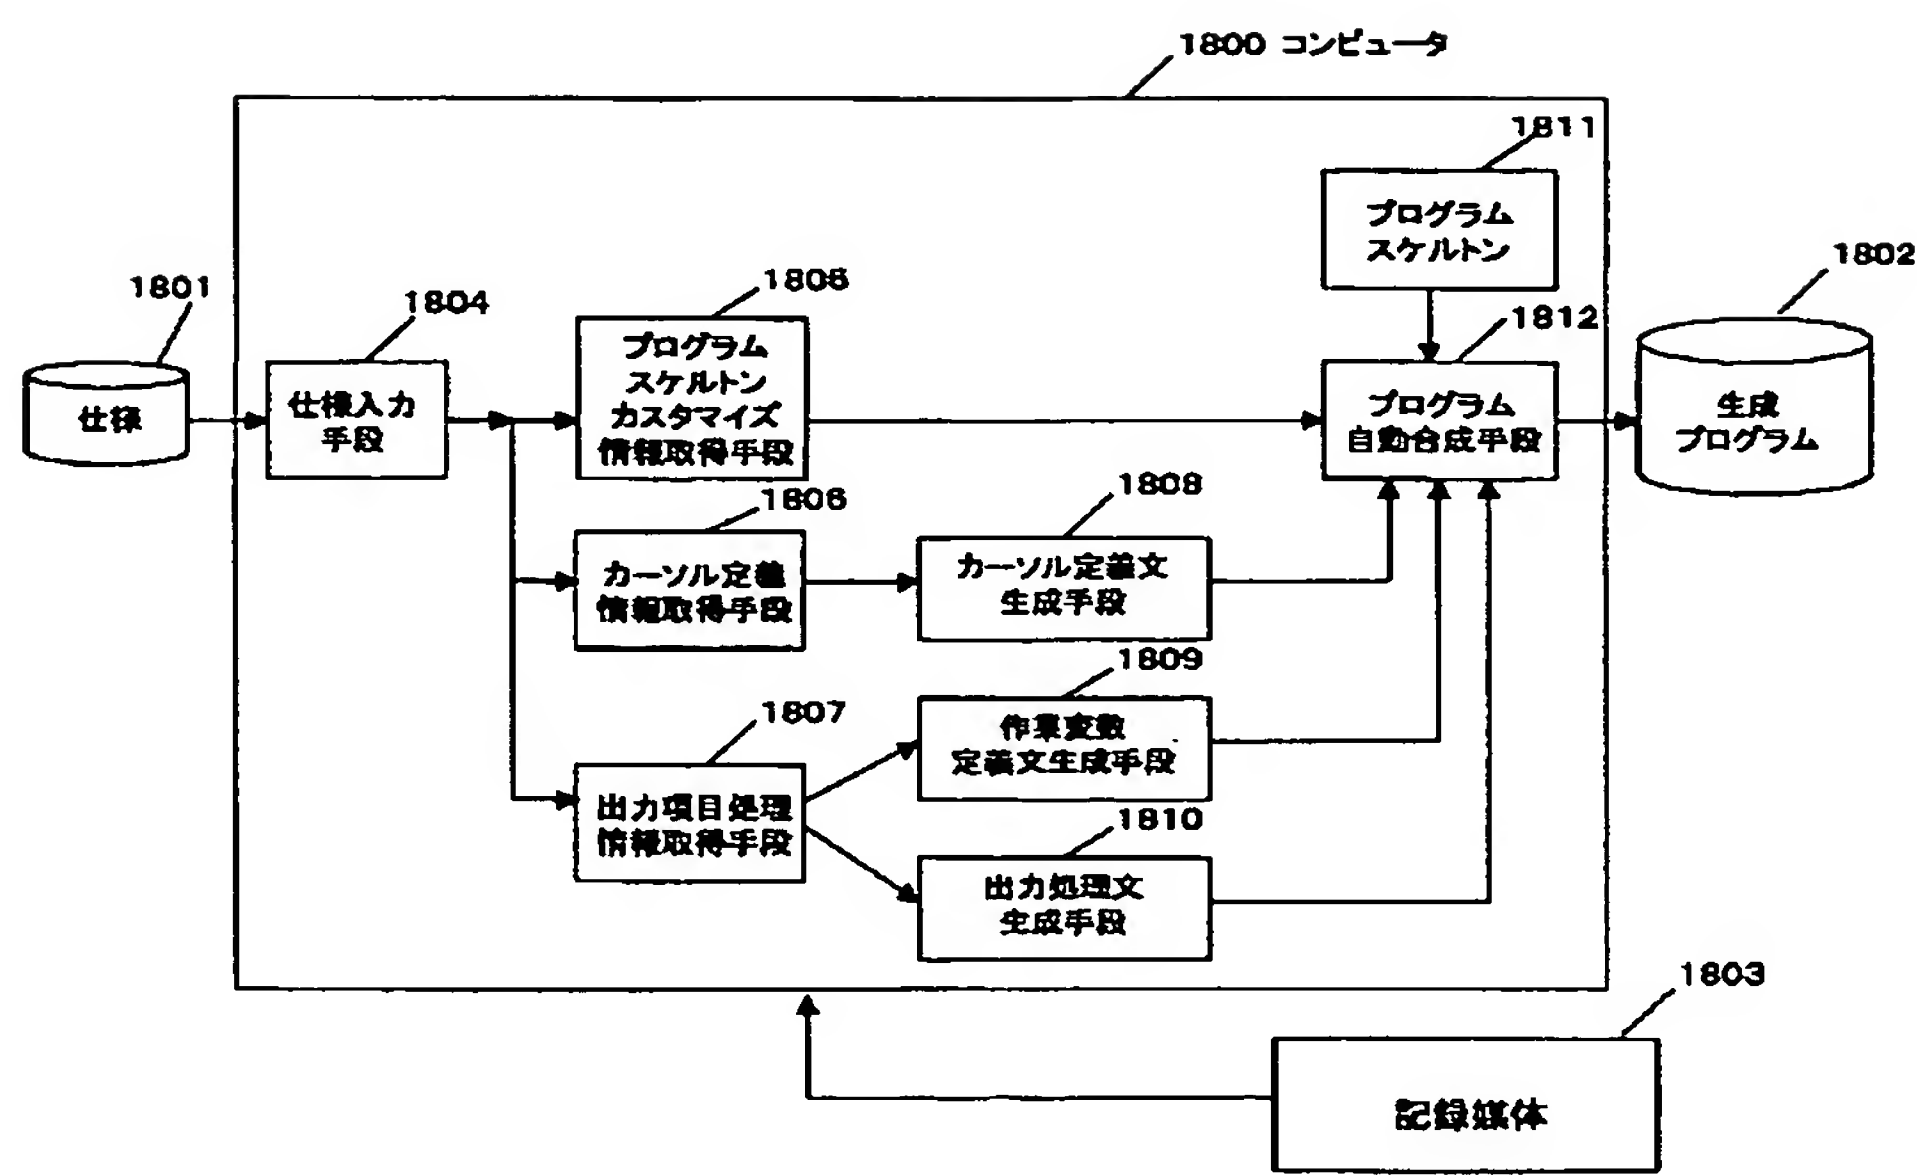 1800 コンピュータ
1811
プログラム
スケルトン
1802
1801
1804
1805
1812
仕様
仕様入力
手段
プログラム
スケルトン
カスタマイズ
情報取得手段
プログラム
自動合成手段
生成
プログラム
1806
1808
カーソル定義
情報取得手段
カーソル定義文
生成手段
1809
1807
作業変数
定義文生成手段
出力項目処理
情報取得手段
1810
出力処理文
生成手段
1803
記録媒体